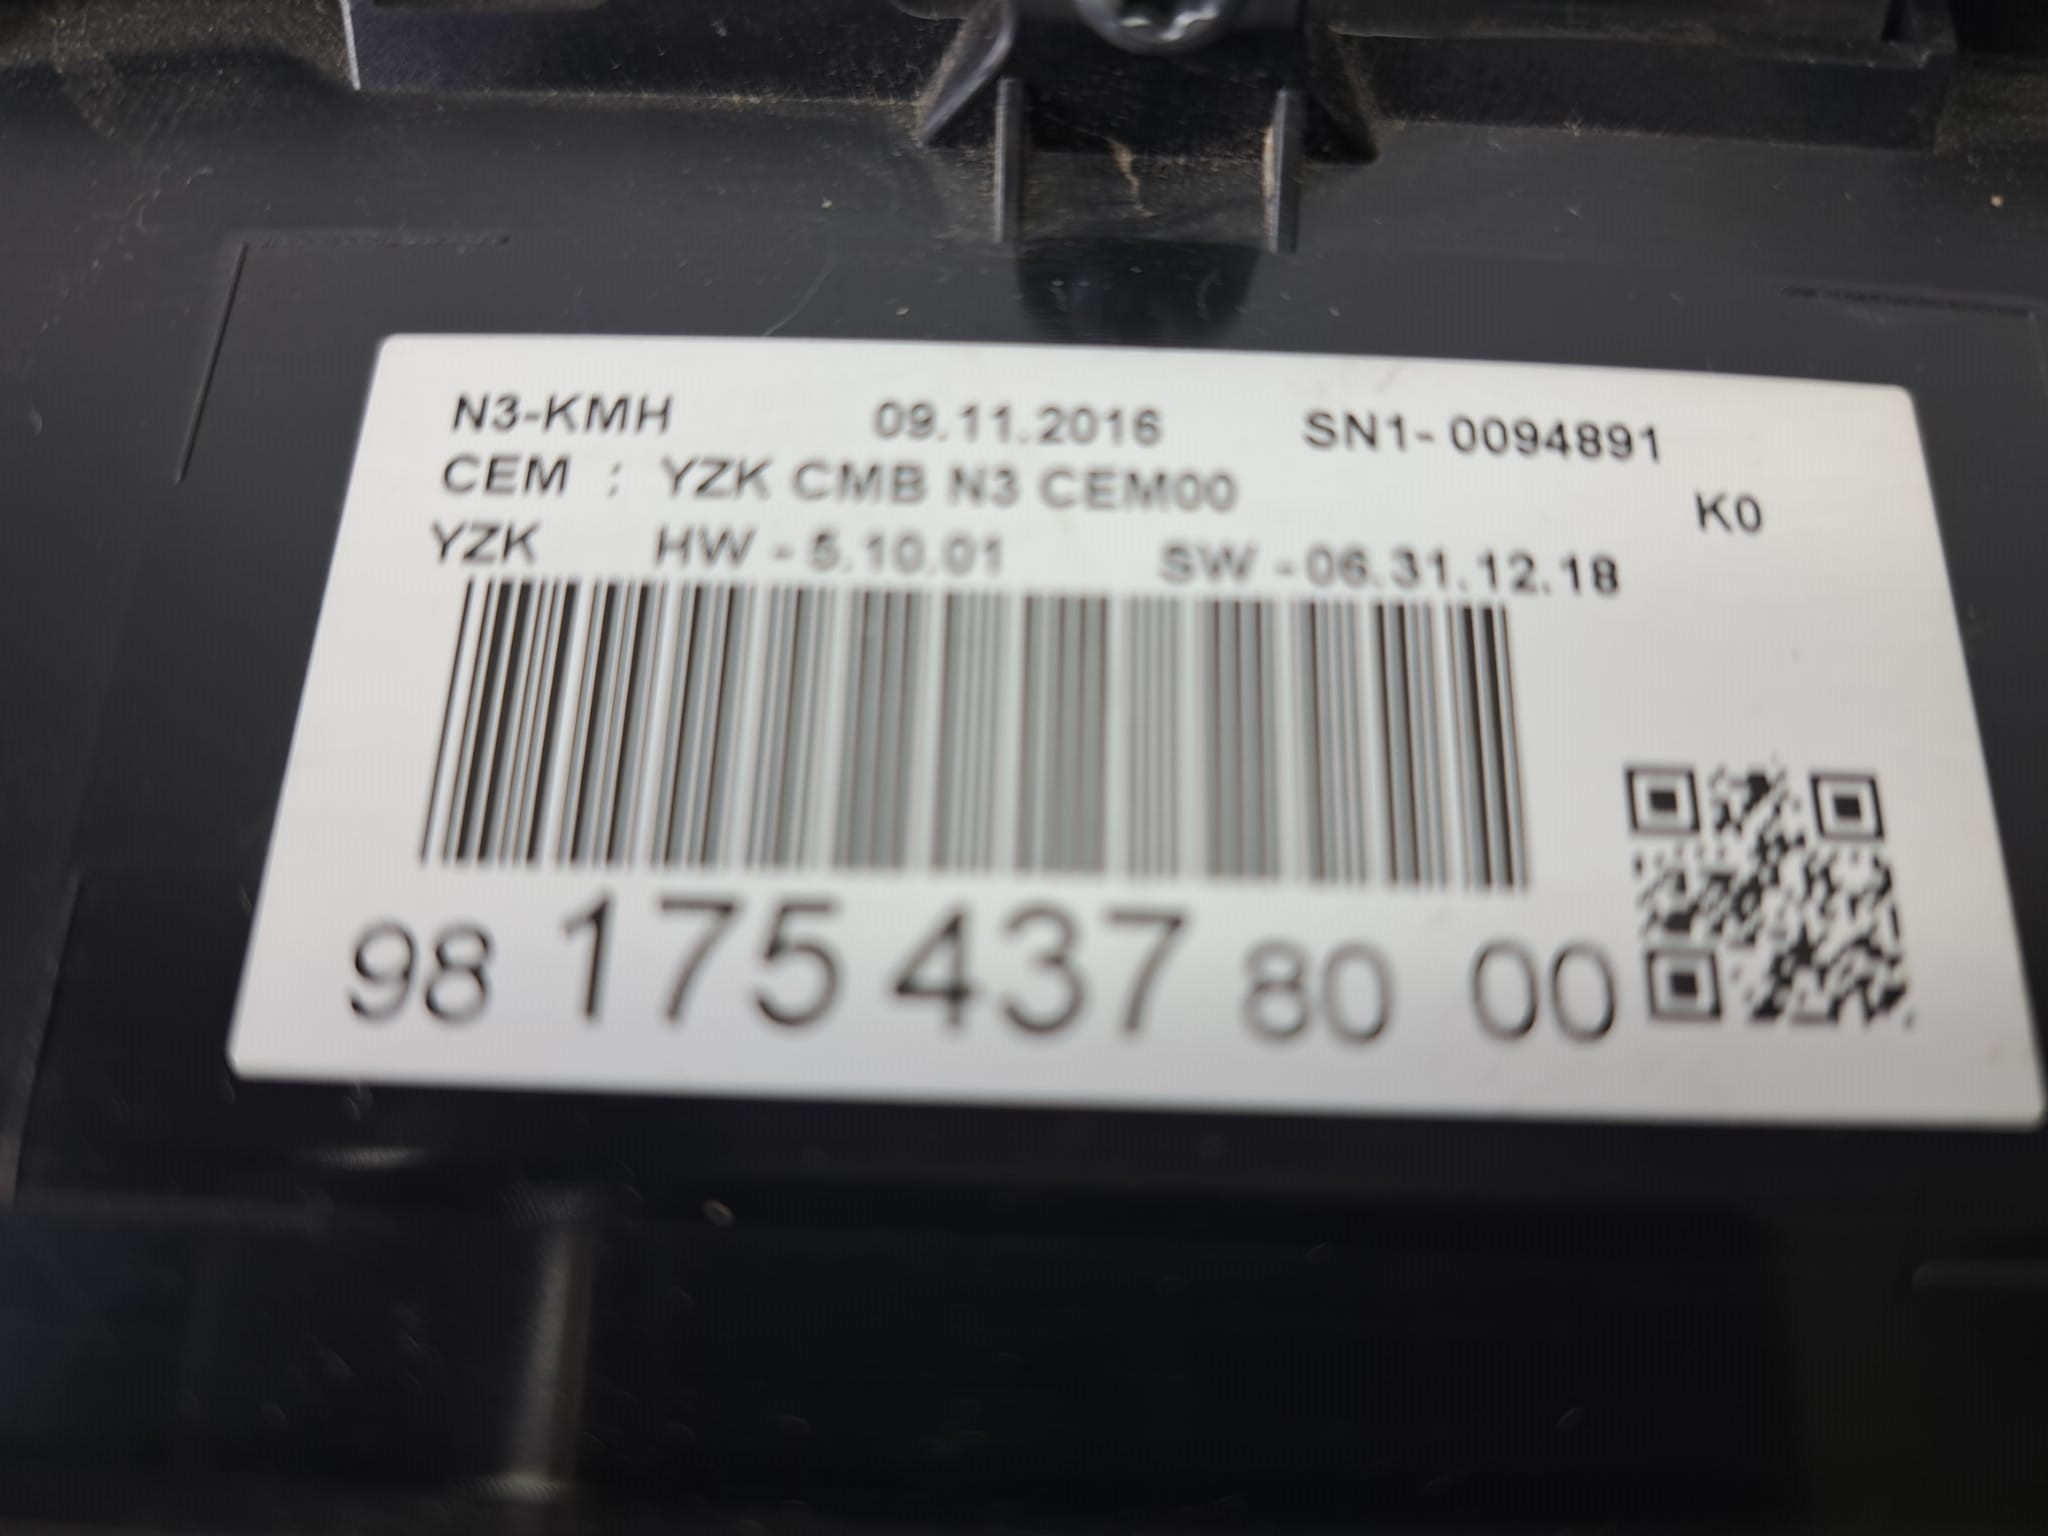 N3-KMH 09.11.2016 SN1-0094891
CEM : YZK CMB N3 CEM00
K0
YZK HW - 5.10.01 SW - 06.31.12.18
98 175 437 80 00